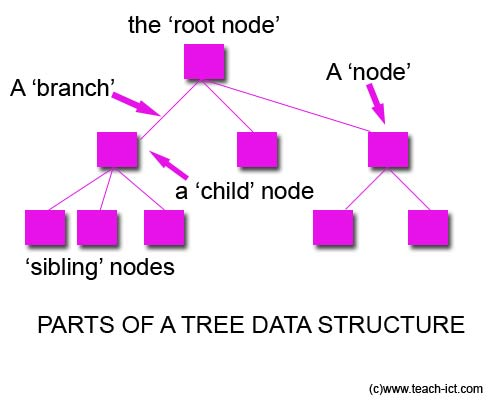 the ‘root node’
A ‘branch’
A ‘node’
a ‘child’ node
‘sibling’ nodes
PARTS OF A TREE DATA STRUCTURE
(c)www.teach-ict.com